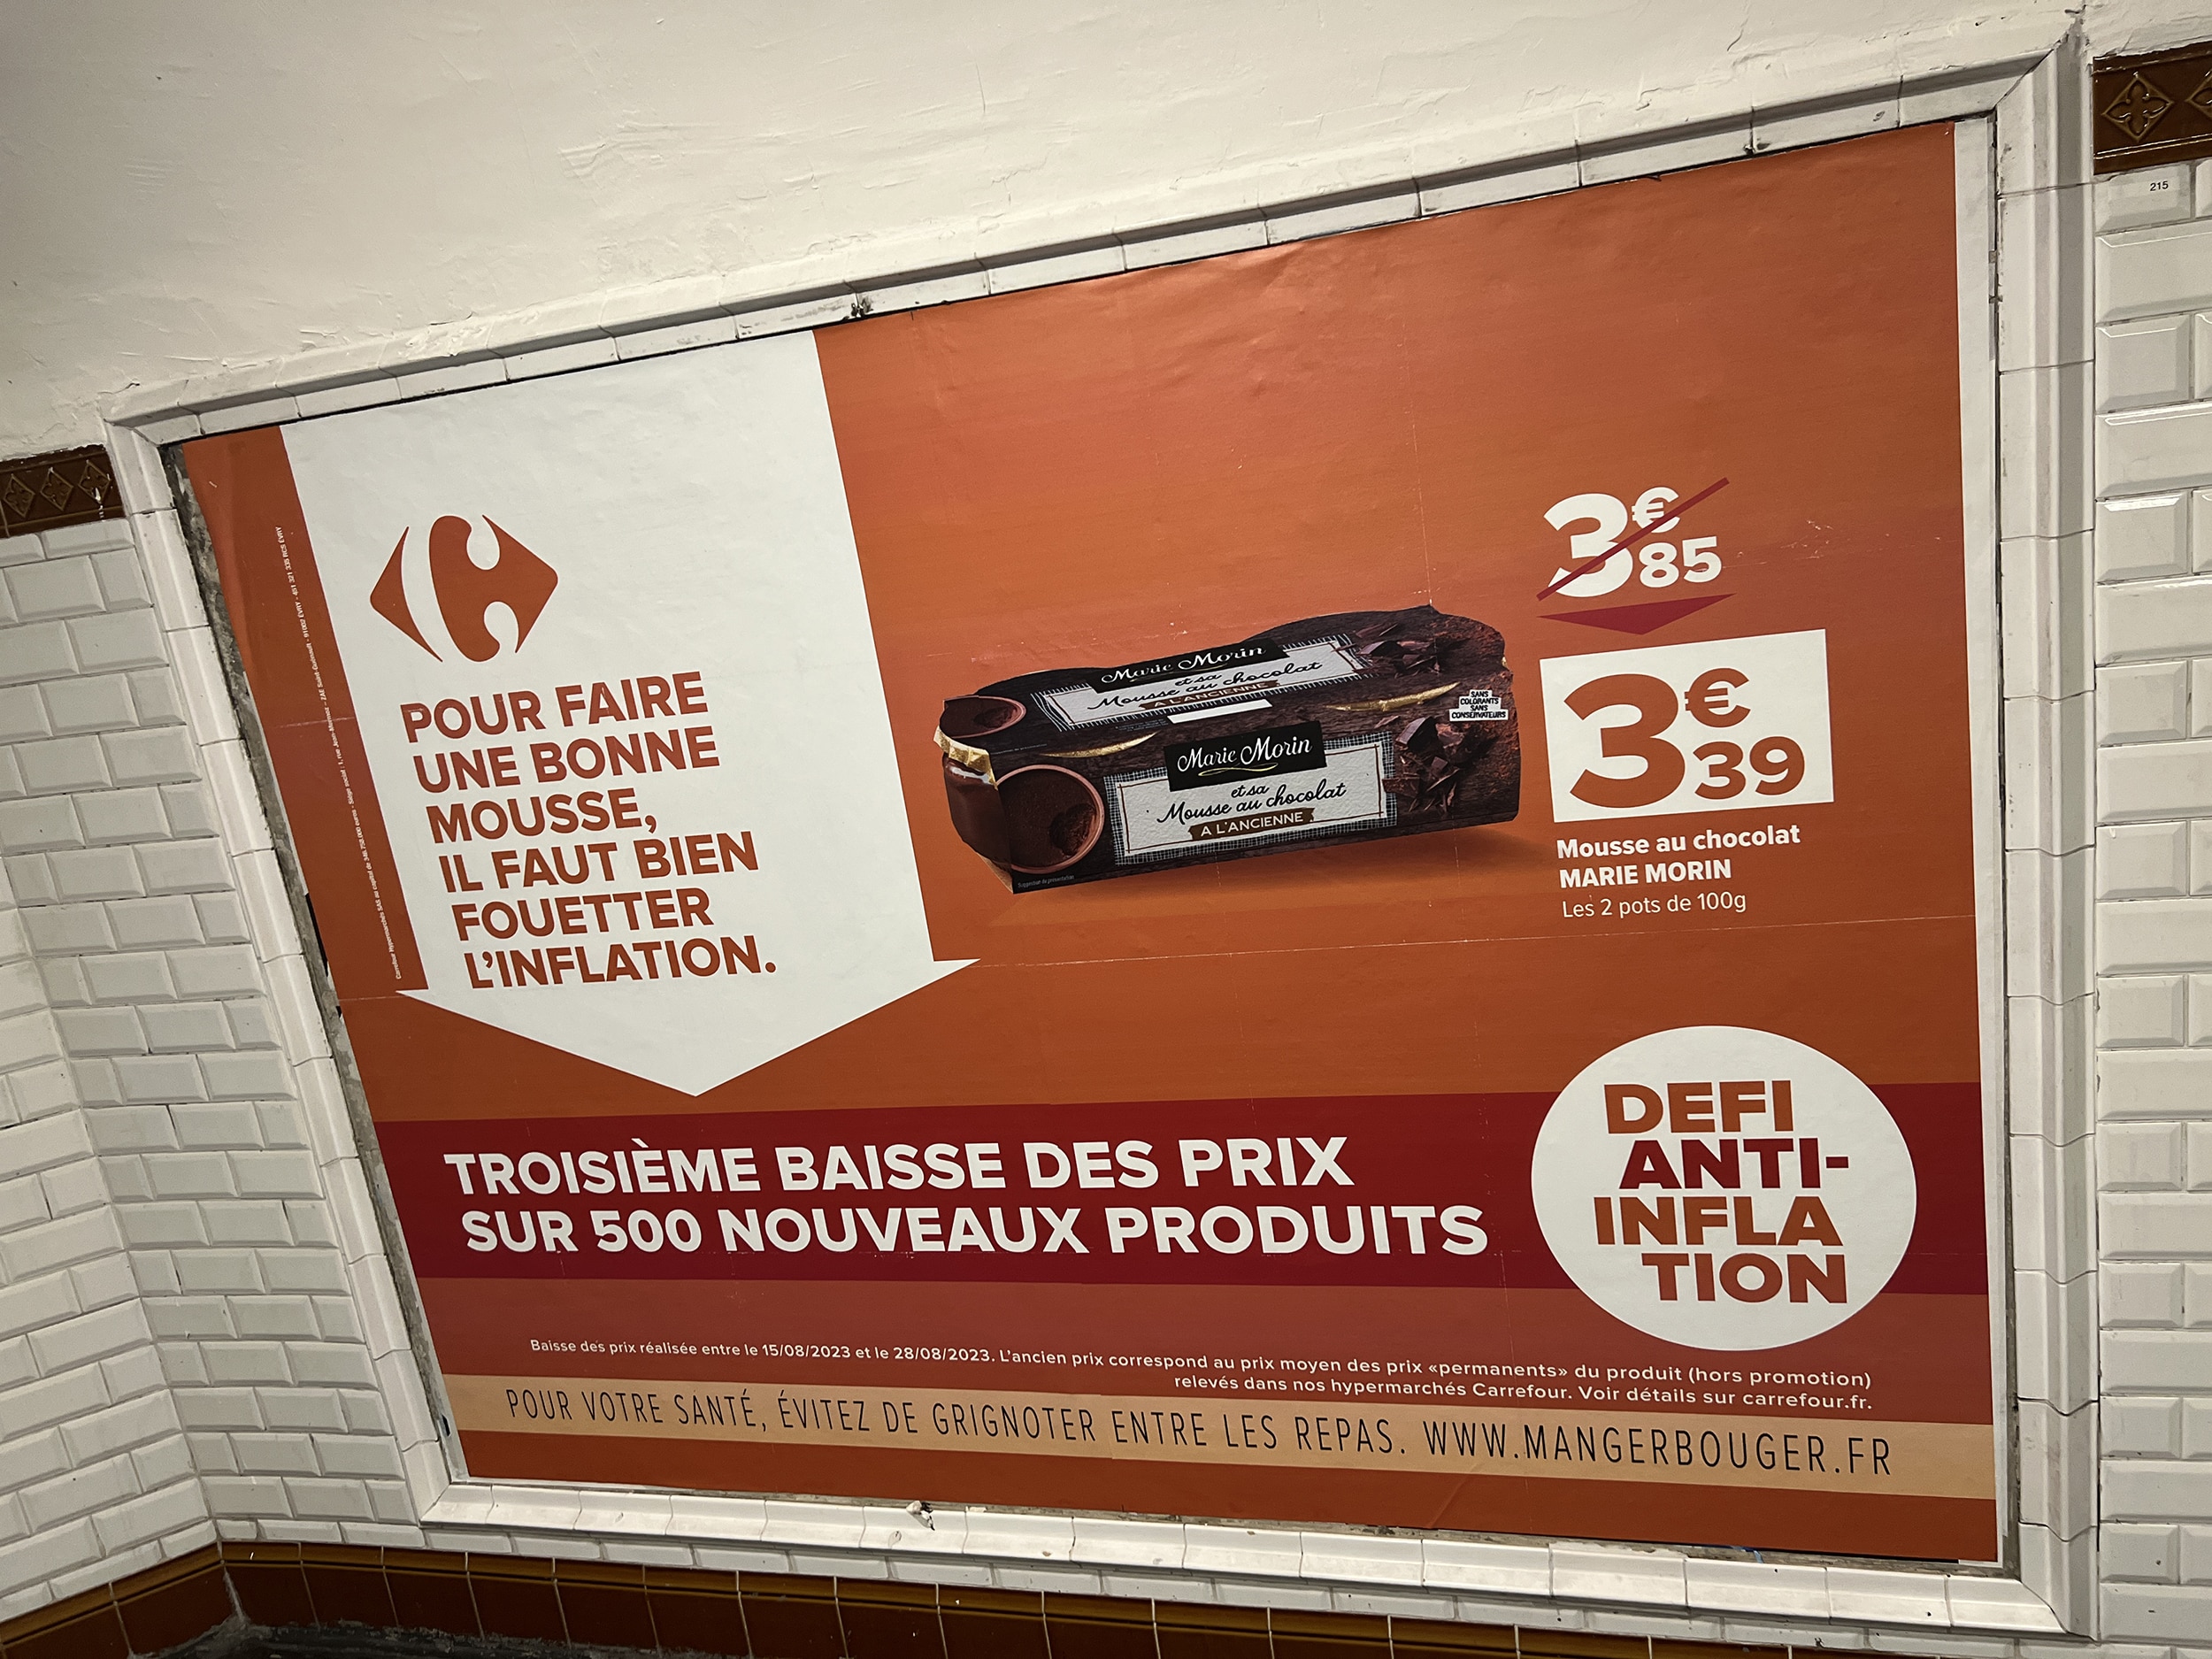 215
POUR FAIRE
UNE BONNE
MOUSSE,
IL FAUT BIEN
FOUETTER
L'INFLATION.
Marie Morin
et sa
Mousse au chocolat
A L'ANCIENNE
SANS
COLORANTS
SANS
CONSERVATEURS
Marie Morin
et sa
Mousse au chocolat
A L'ANCIENNE
Suggestion de présentation
3€85
3€39
Mousse au chocolat
MARIE MORIN
Les 2 pots de 100g
TROISIÈME BAISSE DES PRIX
SUR 500 NOUVEAUX PRODUITS
DEFI
ANTI-
INFLA
TION
Baisse des prix réalisée entre le 15/08/2023 et le 28/08/2023. L'ancien prix correspond au prix moyen des prix «permanents» du produit (hors promotion)
relevés dans nos hypermarchés Carrefour. Voir détails sur carrefour.fr.
POUR VOTRE SANTÉ, ÉVITEZ DE GRIGNOTER ENTRE LES REPAS. WWW.MANGERBOUGER.FR